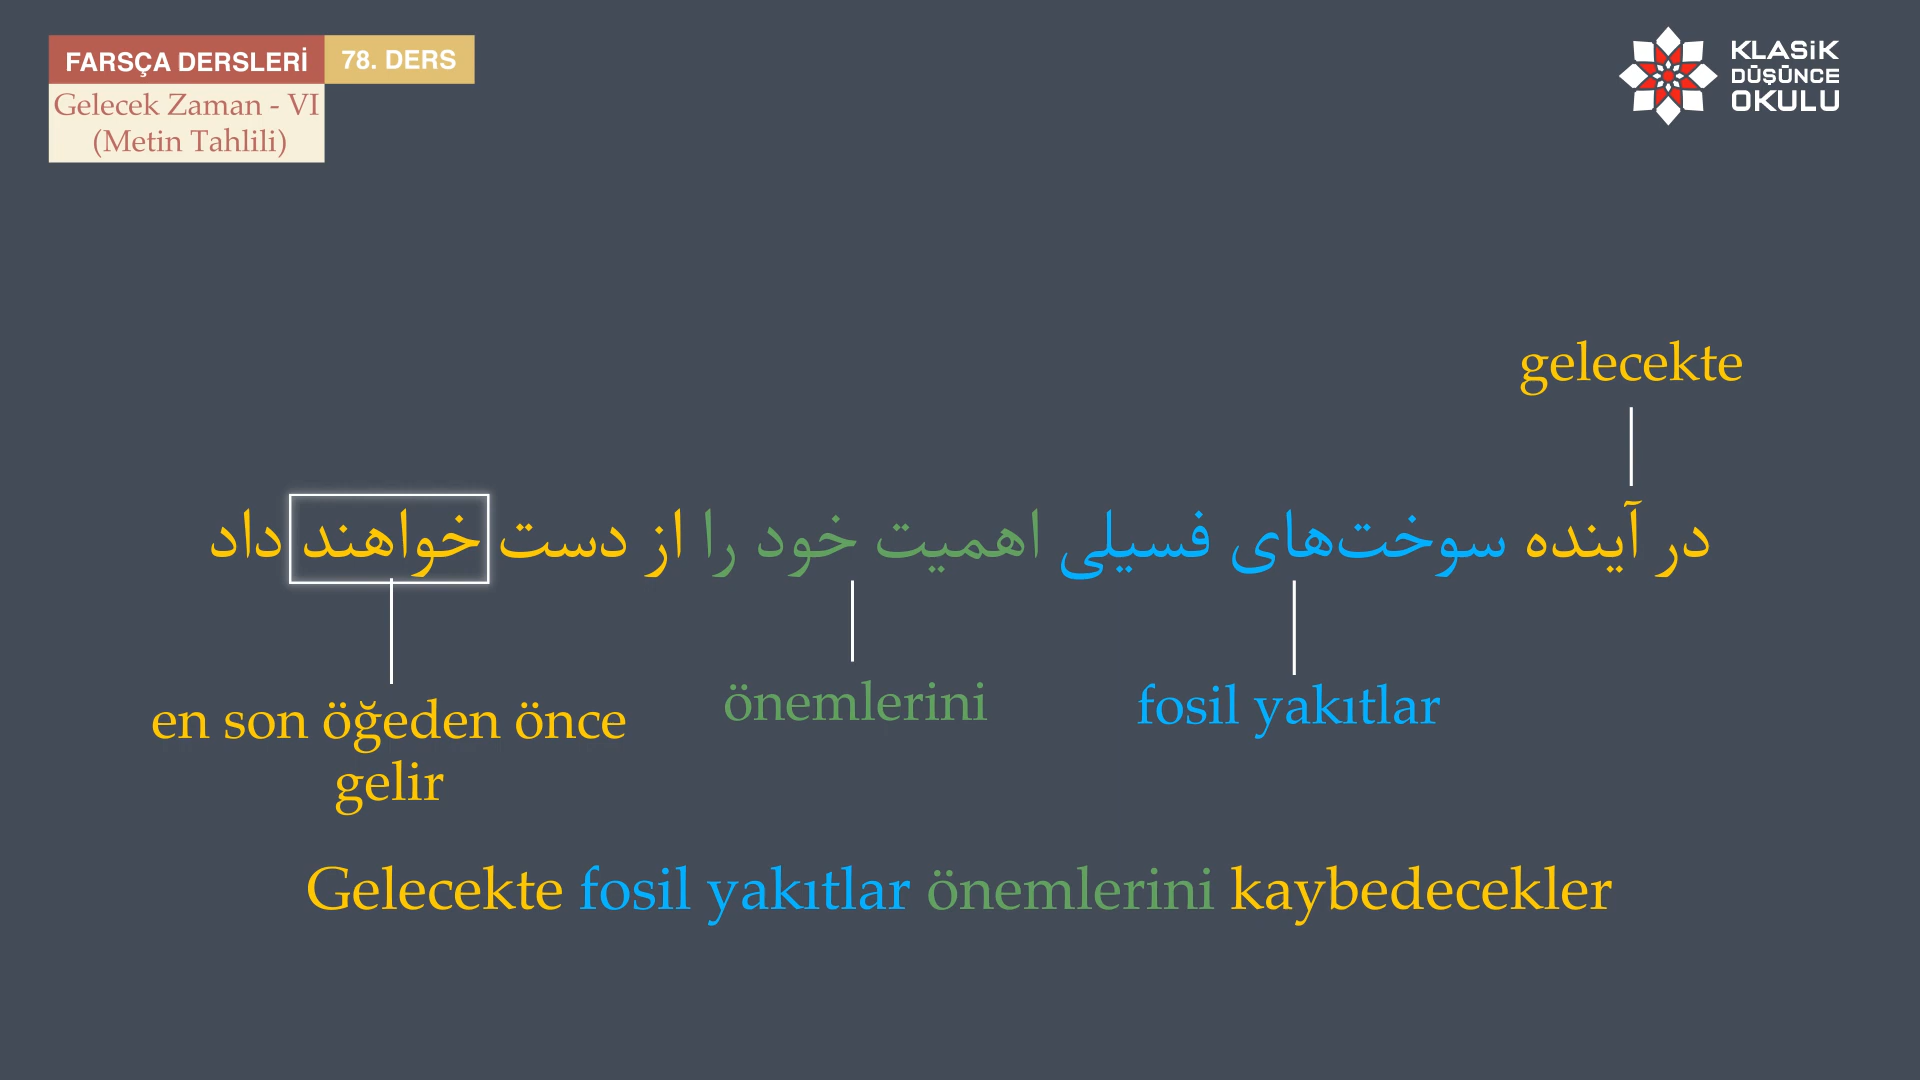 FARSÇA DERSLERİ 78. DERS
Gelecek Zaman - VI
(Metin Tahlili)
KLASiK
DÜŞÜNCE
OKULU
gelecekte
در آینده سوخت‌های فسیلی اهمیت خود را از دست خواهند داد
en son öğeden önce
gelir
önemlerini
fosil yakıtlar
Gelecekte fosil yakıtlar önemlerini kaybedecekler